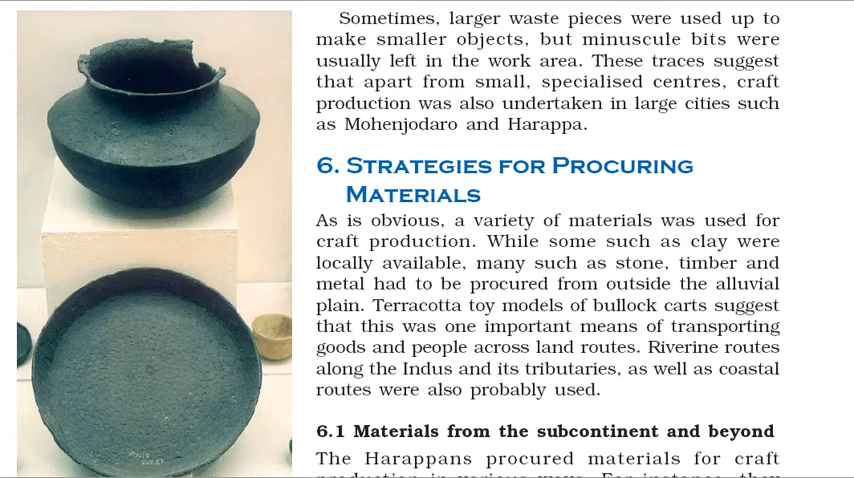 Sometimes, larger waste pieces were used up to
make smaller objects, but minuscule bits were
usually left in the work area. These traces suggest
that apart from small, specialised centres, craft
production was also undertaken in large cities such
as Mohenjodaro and Harappa.
6. STRATEGIES FOR PROCURING
MATERIALS
As is obvious, a variety of materials was used for
craft production. While some such as clay were
locally available, many such as stone, timber and
metal had to be procured from outside the alluvial
plain. Terracotta toy models of bullock carts suggest
that this was one important means of transporting
goods and people across land routes. Riverine routes
along the Indus and its tributaries, as well as coastal
routes were also probably used.
6.1 Materials from the subcontinent and beyond
The Harappans procured materials for craft